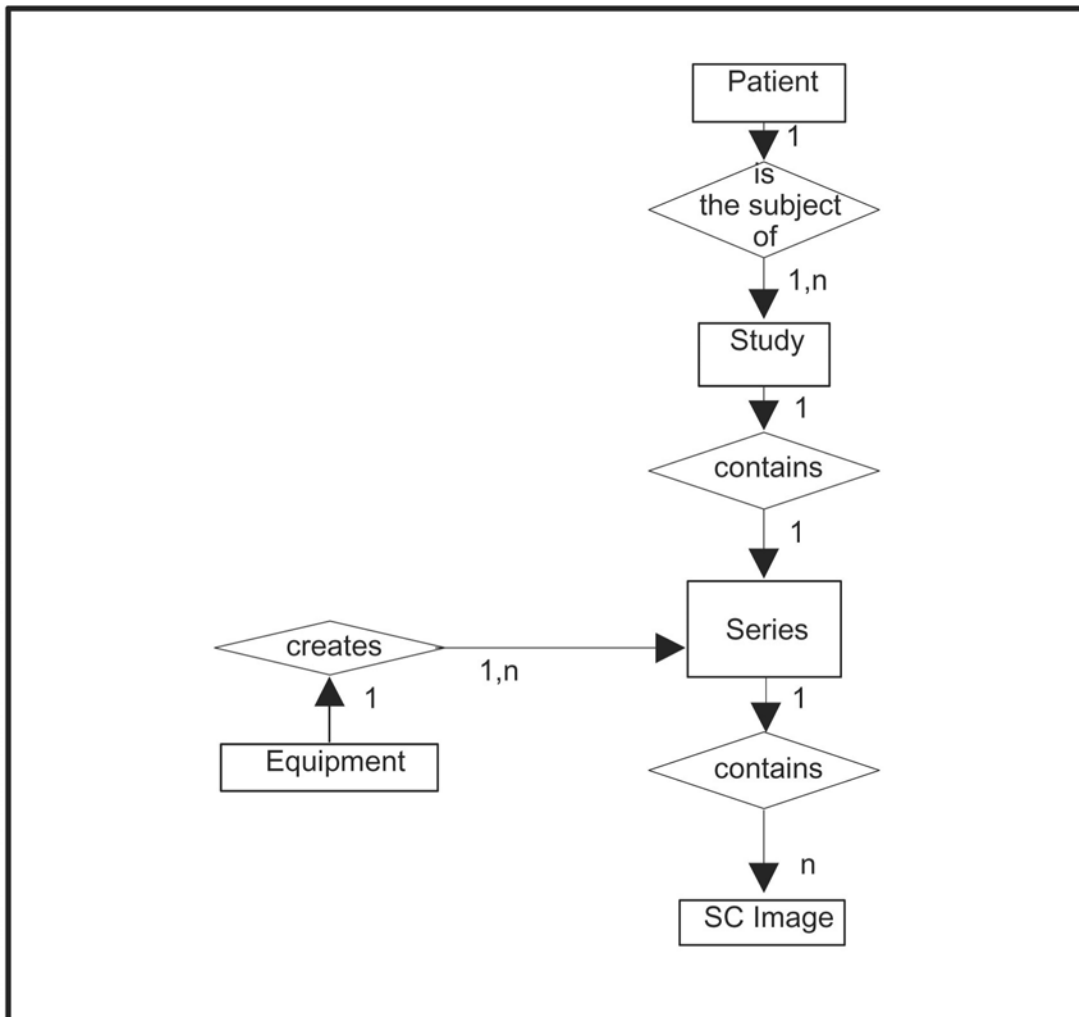 Patient
1
is
the subject
of
1,n
Study
1
contains
1
Series
creates
1,n
1
1
Equipment
contains
n
SC Image